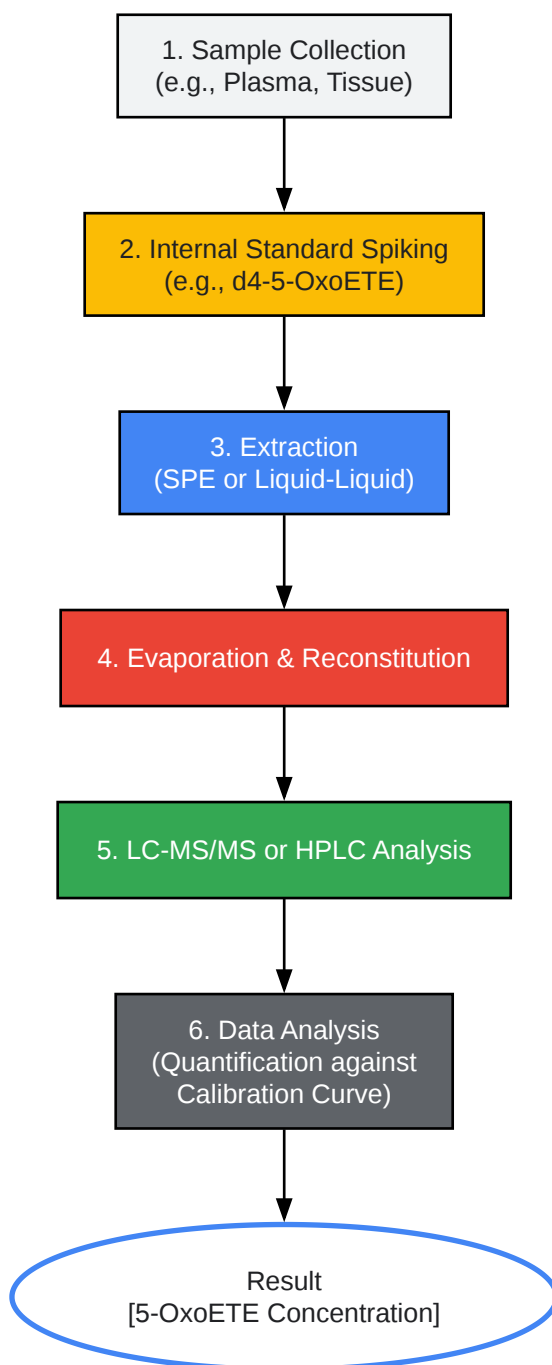 1. Sample Collection
(e.g., Plasma, Tissue)
2. Internal Standard Spiking
(e.g., d4-5-OxoETE)
3. Extraction
(SPE or Liquid-Liquid)
4. Evaporation & Reconstitution
5. LC-MS/MS or HPLC Analysis
6. Data Analysis
(Quantification against
Calibration Curve)
Result
[5-OxoETE Concentration]